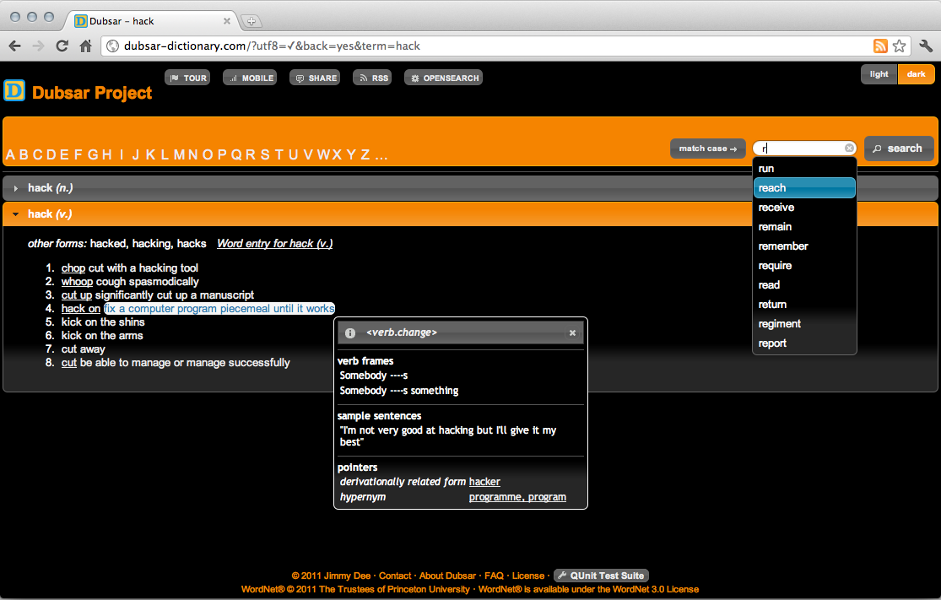 Dubsar – hack
dubsar-dictionary.com/?utf8=✓&back=yes&term=hack
D Dubsar Project
TOUR MOBILE SHARE RSS OPENSEARCH
light dark
A B C D E F G H I J K L M N O P Q R S T U V W X Y Z ...
match case → r search
run
reach
receive
remain
remember
require
read
return
regiment
report
hack (n.)
hack (v.)
other forms: hacked, hacking, hacks Word entry for hack (v.)
1. chop cut with a hacking tool
2. whoop cough spasmodically
3. cut up significantly cut up a manuscript
4. hack on fix a computer program piecemeal until it works
5. kick on the shins
6. kick on the arms
7. cut away
8. cut be able to manage or manage successfully
<verb.change>
verb frames
Somebody ----s
Somebody ----s something
sample sentences
"I'm not very good at hacking but I'll give it my
best"
pointers
derivationally related form hacker
hypernym programme, program
© 2011 Jimmy Dee · Contact · About Dubsar · FAQ · License · QUnit Test Suite
WordNet® © 2011 The Trustees of Princeton University · WordNet® is available under the WordNet 3.0 License